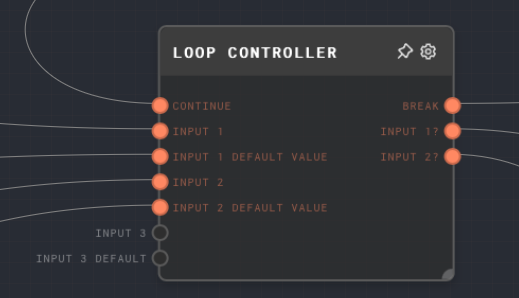 LOOP CONTROLLER
CONTINUE
BREAK
INPUT 1
INPUT 1?
INPUT 1 DEFAULT VALUE
INPUT 2?
INPUT 2
INPUT 2 DEFAULT VALUE
INPUT 3
INPUT 3 DEFAULT